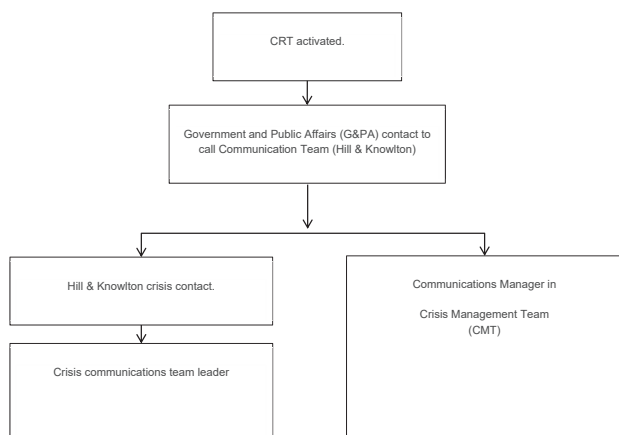 CRT activated.
Government and Public Affairs (G&PA) contact to
call Communication Team (Hill & Knowlton)
Hill & Knowlton crisis contact.
Communications Manager in
Crisis Management Team
(CMT)
Crisis communications team leader